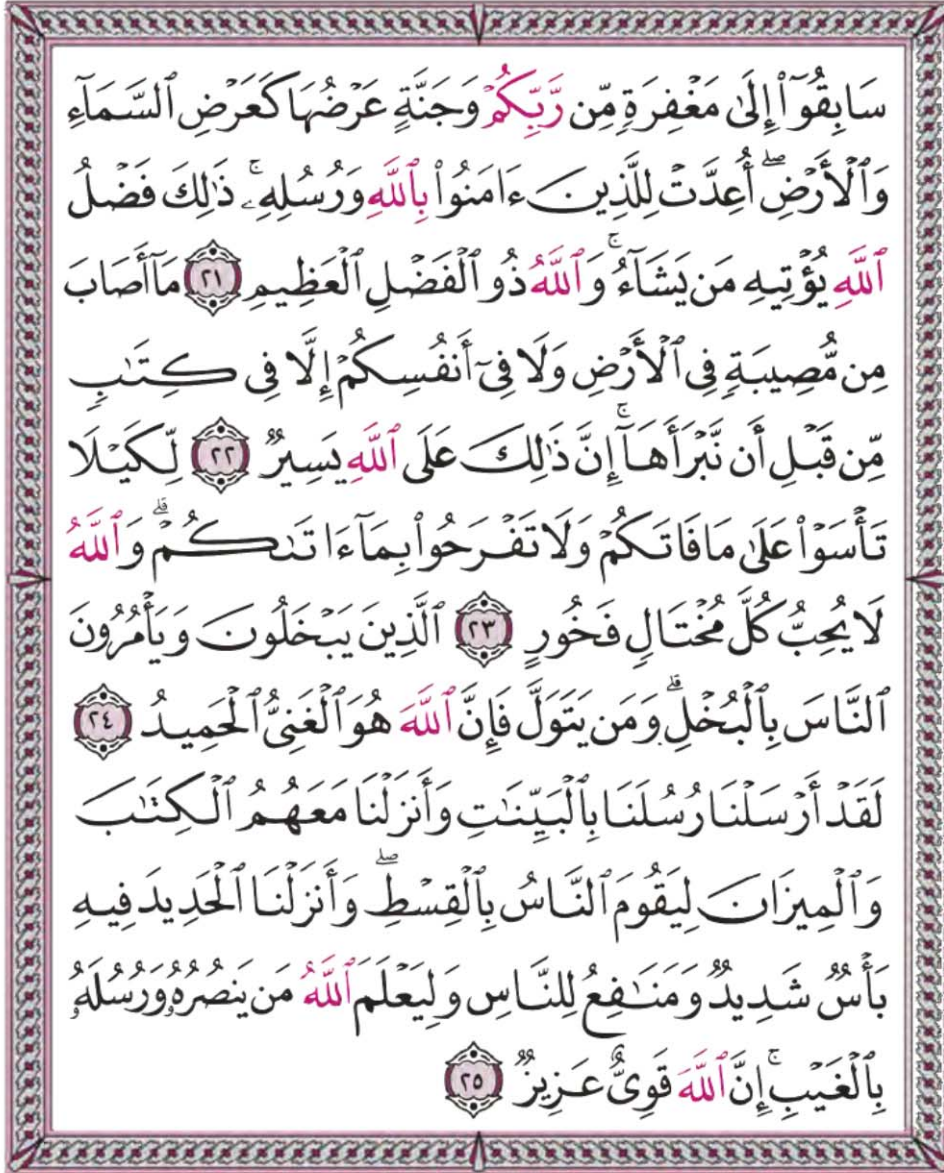 سَابِقُوٓا۟ إِلَىٰ مَغْفِرَةٍ مِّن رَّبِّكُمْ وَجَنَّةٍ عَرْضُهَا كَعَرْضِ ٱلسَّمَآءِ
وَٱلْأَرْضِ ۖ أُعِدَّتْ لِلَّذِينَ ءَامَنُوا۟ بِٱللَّهِ وَرُسُلِهِۦ ۚ ذَٰلِكَ فَضْلُ
ٱللَّهِ يُؤْتِيهِ مَن يَشَآءُ ۚ وَٱللَّهُ ذُو ٱلْفَضْلِ ٱلْعَظِيمِ ٢١ مَآ أَصَابَ
مِن مُّصِيبَةٍ فِى ٱلْأَرْضِ وَلَا فِىٓ أَنفُسِكُمْ إِلَّا فِى كِتَٰبٍ
مِّن قَبْلِ أَن نَّبْرَأَهَآ ۚ إِنَّ ذَٰلِكَ عَلَى ٱللَّهِ يَسِيرٌ ٢٢ لِّكَيْلَا
تَأْسَوْا۟ عَلَىٰ مَا فَاتَكُمْ وَلَا تَفْرَحُوا۟ بِمَآ ءَاتَىٰكُمْ ۗ وَٱللَّهُ
لَا يُحِبُّ كُلَّ مُخْتَالٍ فَخُورٍ ٢٣ ٱلَّذِينَ يَبْخَلُونَ وَيَأْمُرُونَ
ٱلنَّاسَ بِٱلْبُخْلِ ۗ وَمَن يَتَوَلَّ فَإِنَّ ٱللَّهَ هُوَ ٱلْغَنِىُّ ٱلْحَمِيدُ ٢٤
لَقَدْ أَرْسَلْنَا رُسُلَنَا بِٱلْبَيِّنَٰتِ وَأَنزَلْنَا مَعَهُمُ ٱلْكِتَٰبَ
وَٱلْمِيزَانَ لِيَقُومَ ٱلنَّاسُ بِٱلْقِسْطِ ۖ وَأَنزَلْنَا ٱلْحَدِيدَ فِيهِ
بَأْسٌ شَدِيدٌ وَمَنَٰفِعُ لِلنَّاسِ وَلِيَعْلَمَ ٱللَّهُ مَن يَنصُرُهُۥ وَرُسُلَهُۥ
بِٱلْغَيْبِ ۚ إِنَّ ٱللَّهَ قَوِىٌّ عَزِيزٌ ٢٥